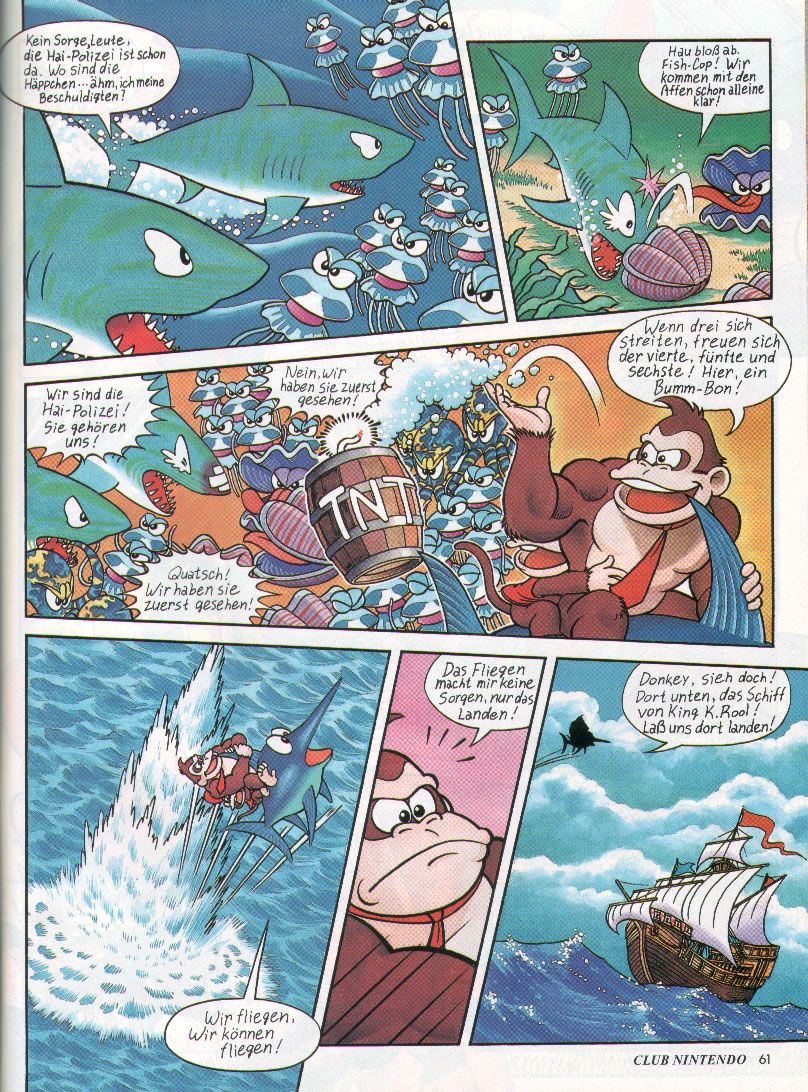 Kein Sorge, Leute,
die Hai-Polizei ist schon
da. Wo sind die
Häppchen...ähm, ich meine
Beschuldigten?
Hau bloß ab.
Fish-Cop! Wir
kommen mit den
Affen schon alleine
klar!
Wir sind die
Hai-Polizei!
Sie gehören
uns!
Nein, wir
haben sie zuerst
gesehen!
Wenn drei sich
streiten, freuen sich
der vierte, fünfte und
sechste! Hier, ein
Bumm-Bon!
TNT
Quatsch!
Wir haben sie
zuerst gesehen!
Wir fliegen,
Wir können
fliegen!
Das Fliegen
macht mir keine
Sorgen, nur das
Landen!
Donkey, sieh doch!
Dort unten, das Schiff
von King K.Rool!
Laß uns dort landen!
CLUB NINTENDO 61